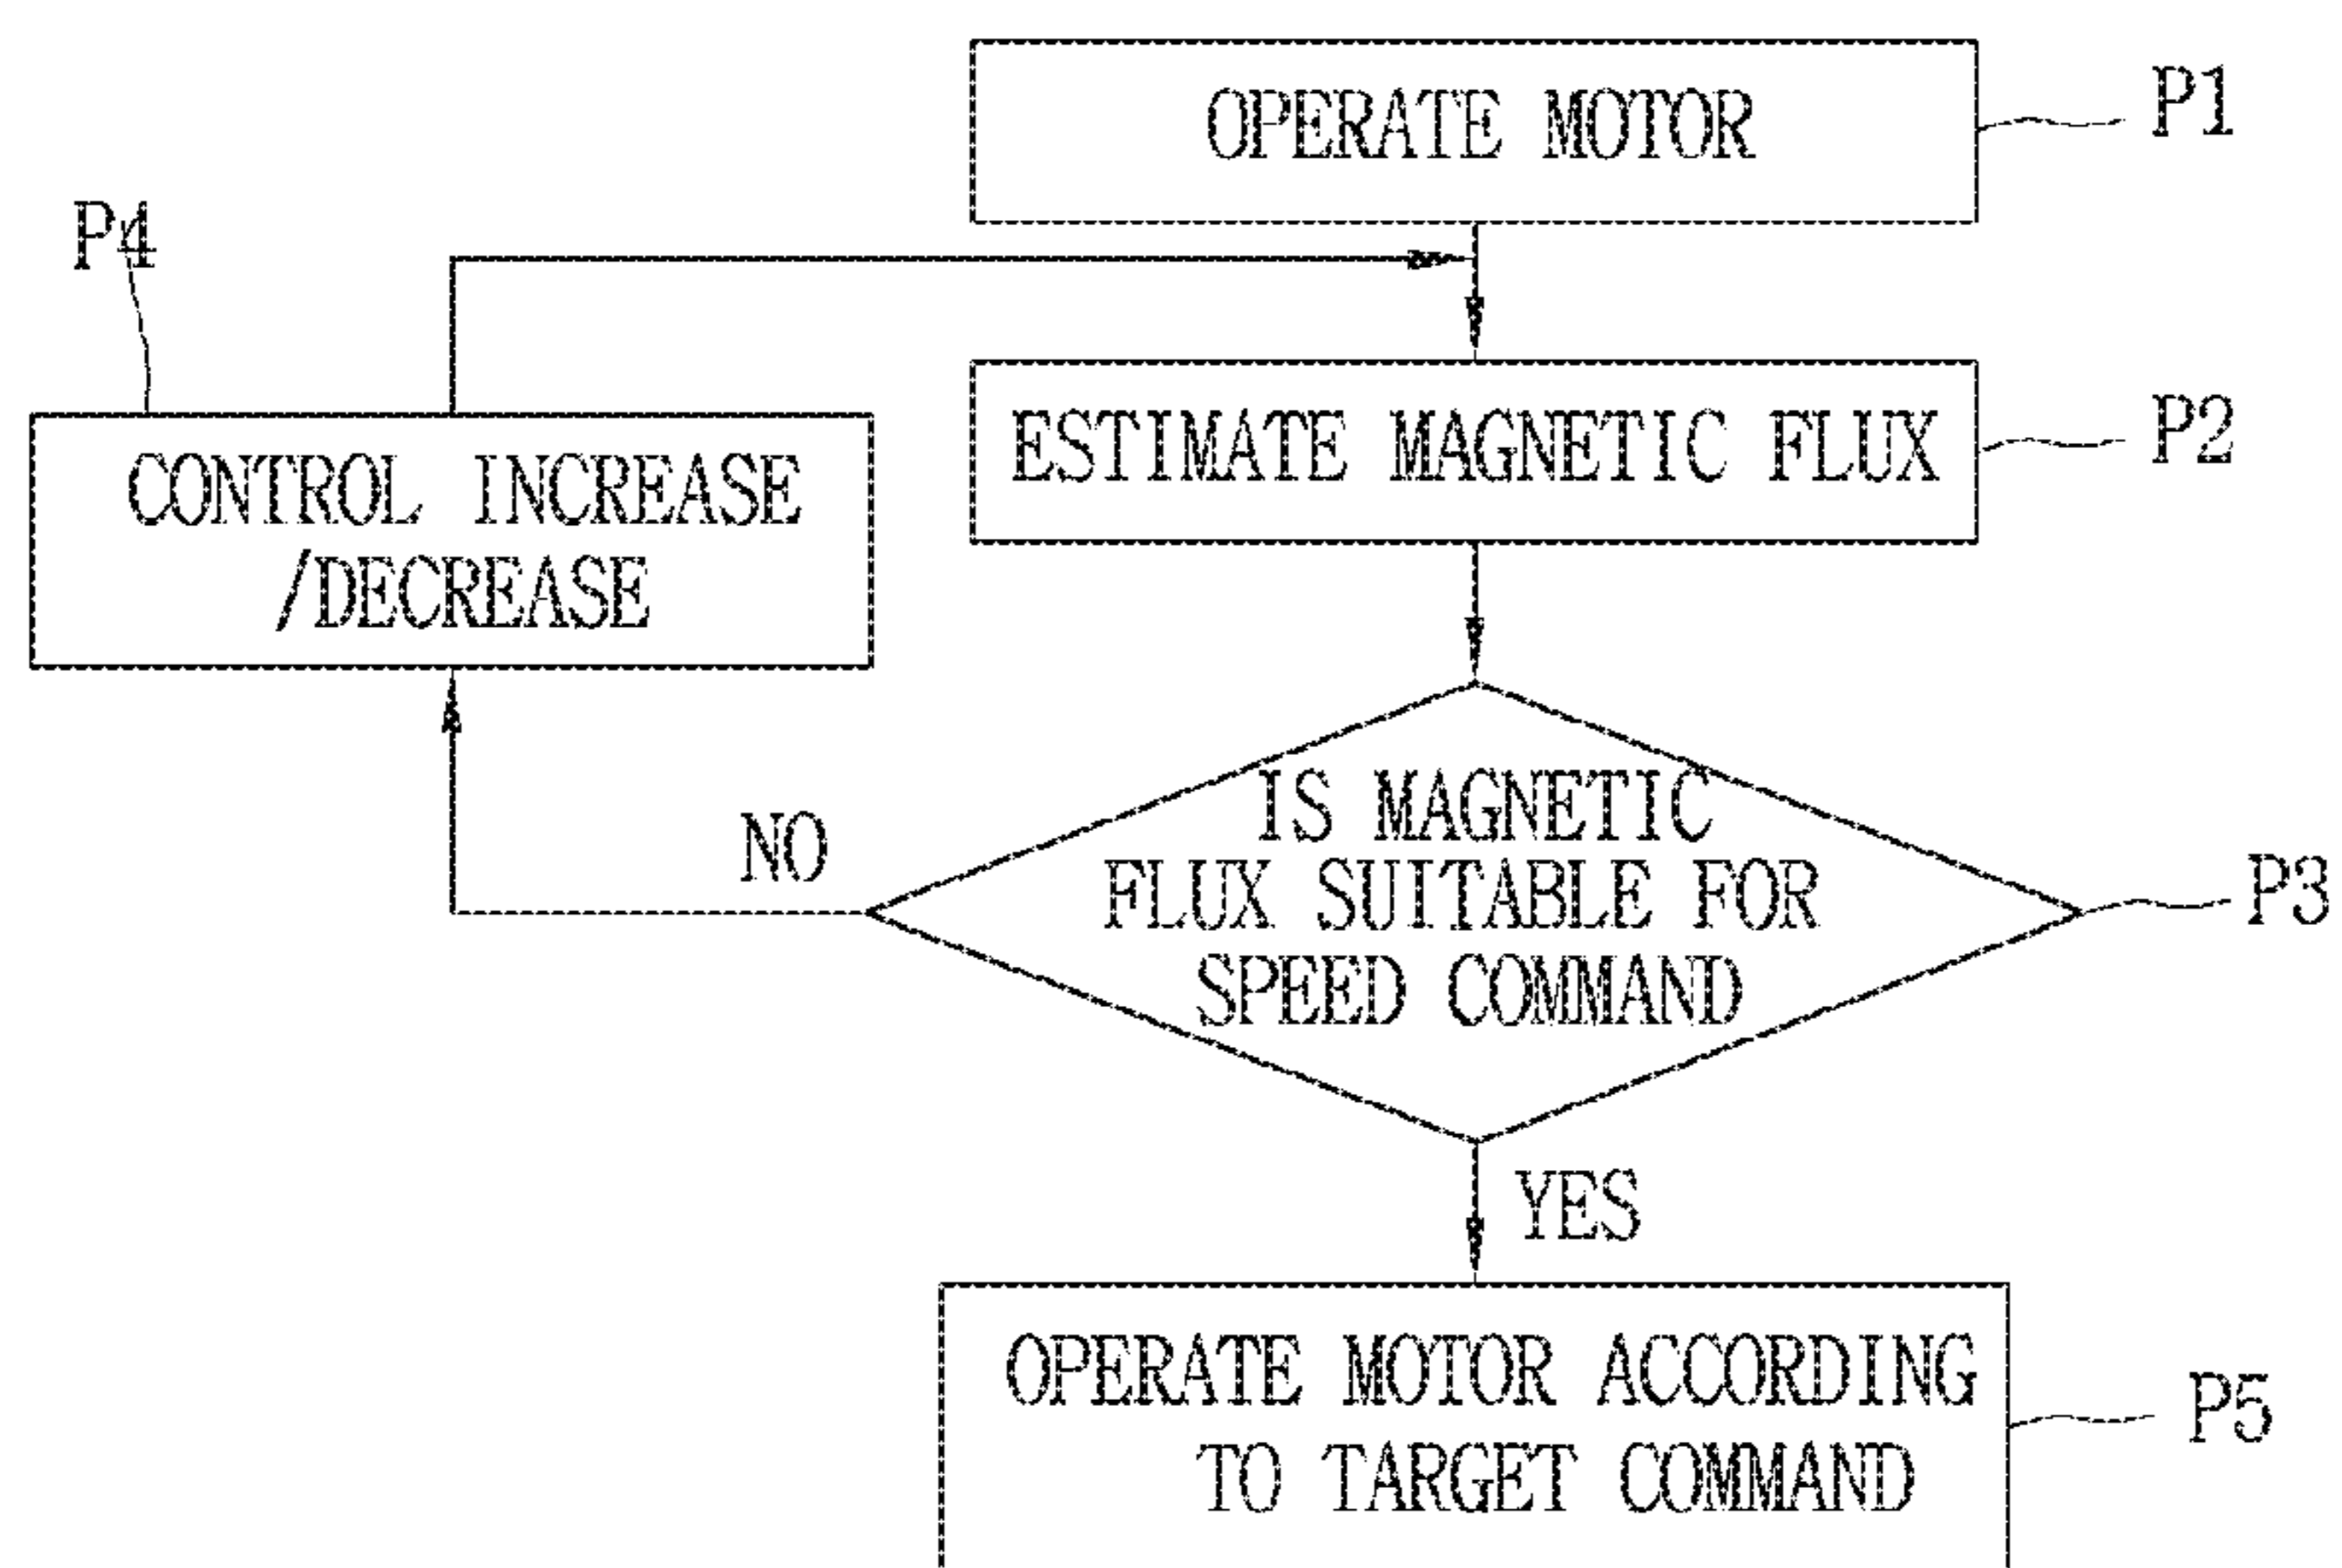 OPERATE MOTOR
P1
P4
ESTIMATE MAGNETIC FLUX
P2
CONTROL INCREASE
/DECREASE
IS MAGNETIC
FLUX SUITABLE FOR
SPEED COMMAND
P3
NO
YES
OPERATE MOTOR ACCORDING
TO TARGET COMMAND
P5